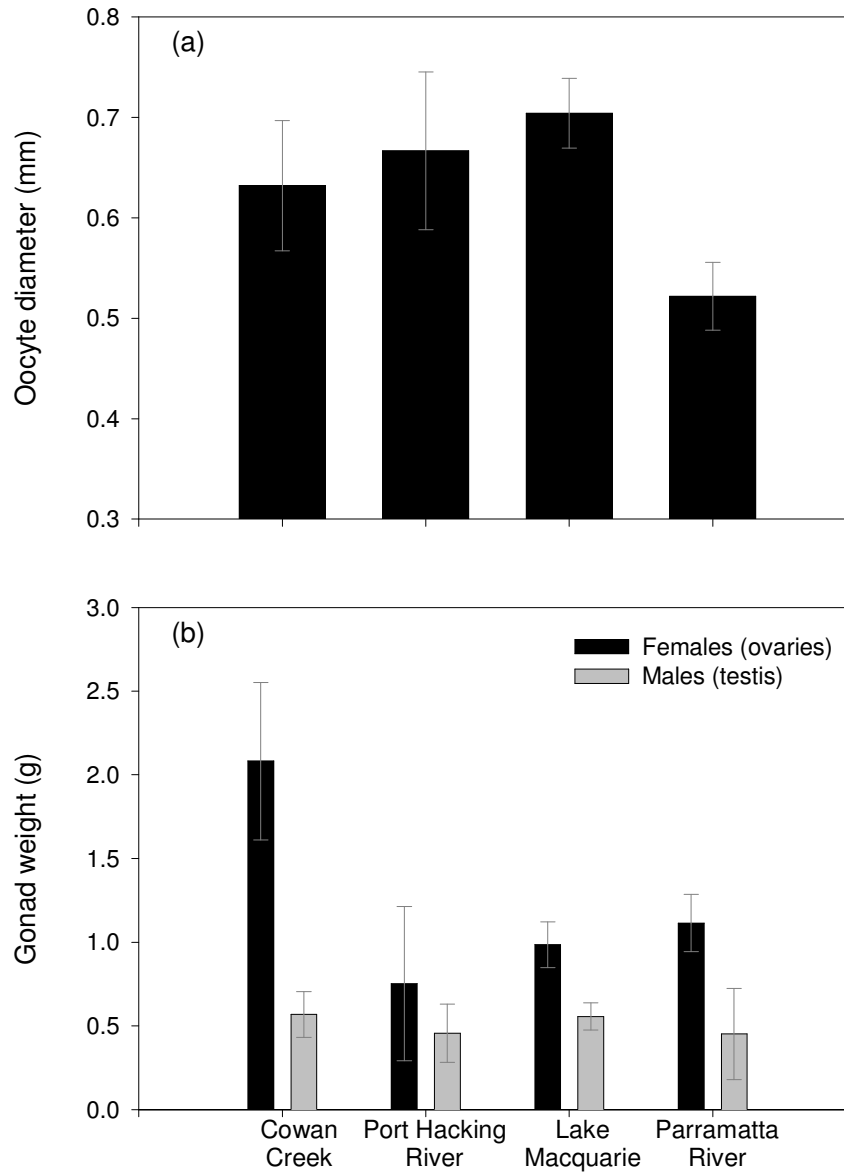 (a)
Oocyte diameter (mm)
0.8
0.7
0.6
0.5
0.4
0.3
(b)
Females (ovaries)
Males (testis)
Gonad weight (g)
3.0
2.5
2.0
1.5
1.0
0.5
0.0
Cowan
Creek
Port Hacking
River
Lake
Macquarie
Parramatta
River